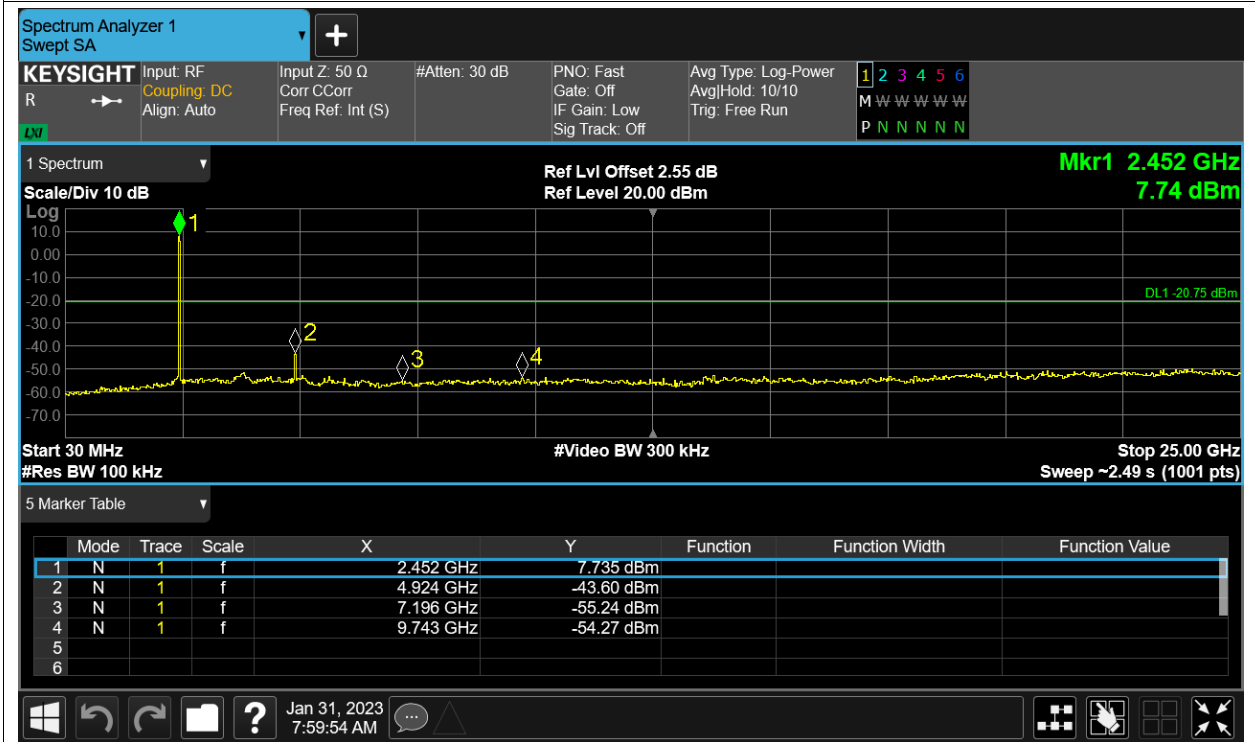 Spectrum Analyzer 1
Swept SA
KEYSIGHT
R
LXI
Input: RF
Coupling: DC
Align: Auto
Input Z: 50 Ω
Corr CCorr
Freq Ref: Int (S)
#Atten: 30 dB
PNO: Fast
Gate: Off
IF Gain: Low
Sig Track: Off
Avg Type: Log-Power
Avg|Hold: 10/10
Trig: Free Run
1 2 3 4 5 6
M W W W W W
P N N N N N
1 Spectrum
Scale/Div 10 dB
Ref Lvl Offset 2.55 dB
Ref Level 20.00 dBm
Mkr1 2.452 GHz
7.74 dBm
Log
10.0
0.00
-10.0
-20.0
-30.0
-40.0
-50.0
-60.0
-70.0
1
2
3
4
DL1 -20.75 dBm
Start 30 MHz
#Res BW 100 kHz
#Video BW 300 kHz
Stop 25.00 GHz
Sweep ~2.49 s (1001 pts)
5 Marker Table
Mode Trace Scale X Y Function Function Width Function Value
1 N 1 f 2.452 GHz 7.735 dBm
2 N 1 f 4.924 GHz -43.60 dBm
3 N 1 f 7.196 GHz -55.24 dBm
4 N 1 f 9.743 GHz -54.27 dBm
5
6
?
Jan 31, 2023
7:59:54 AM